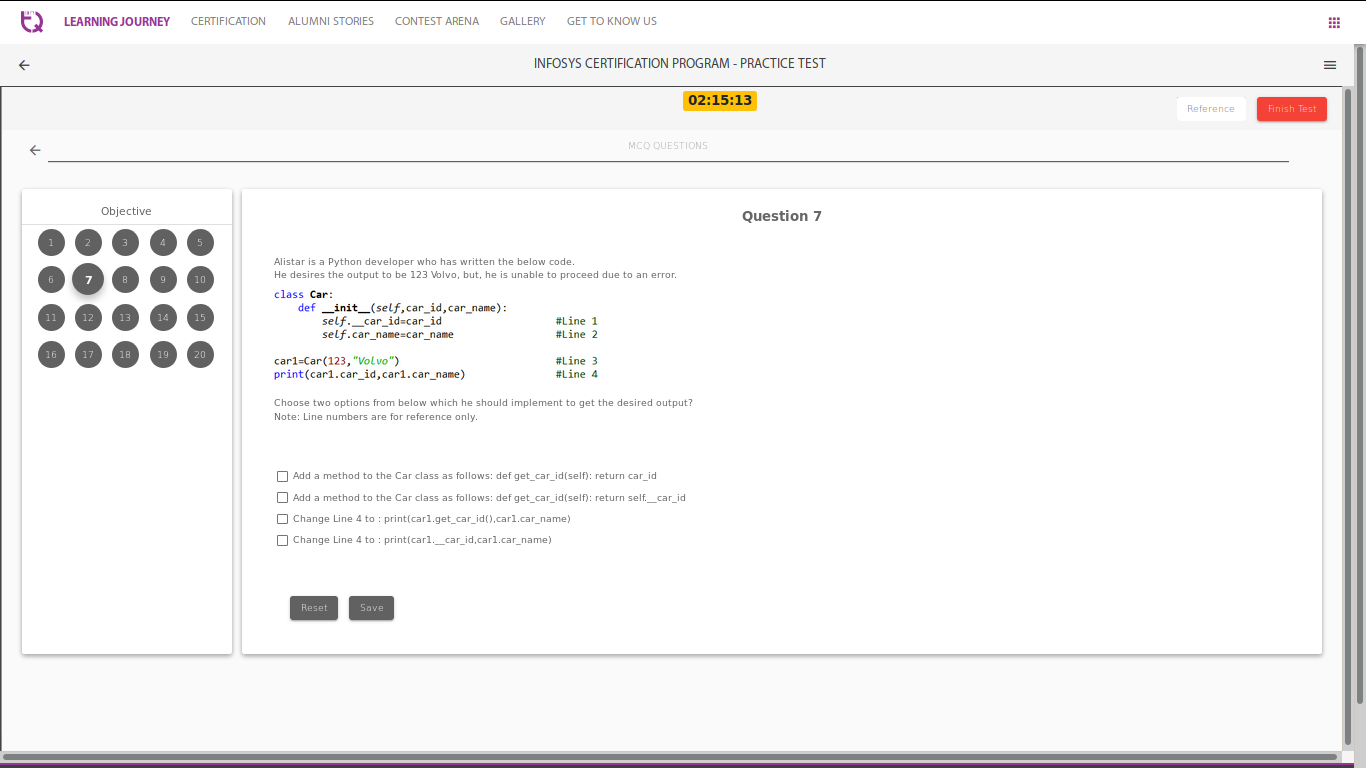 LEARNING JOURNEY CERTIFICATION ALUMNI STORIES CONTEST ARENA GALLERY GET TO KNOW US
INFOSYS CERTIFICATION PROGRAM - PRACTICE TEST
02:15:13
Reference Finish Test
MCQ QUESTIONS
Objective
1 2 3 4 5
6 7 8 9 10
11 12 13 14 15
16 17 18 19 20
Question 7
Alistar is a Python developer who has written the below code.
He desires the output to be 123 Volvo, but, he is unable to proceed due to an error.
class Car:
    def __init__(self,car_id,car_name):
        self.__car_id=car_id #Line 1
        self.car_name=car_name #Line 2
car1=Car(123,"Volvo") #Line 3
print(car1.car_id,car1.car_name) #Line 4
Choose two options from below which he should implement to get the desired output?
Note: Line numbers are for reference only.
Add a method to the Car class as follows: def get_car_id(self): return car_id
Add a method to the Car class as follows: def get_car_id(self): return self.__car_id
Change Line 4 to : print(car1.get_car_id(),car1.car_name)
Change Line 4 to : print(car1.__car_id,car1.car_name)
Reset Save